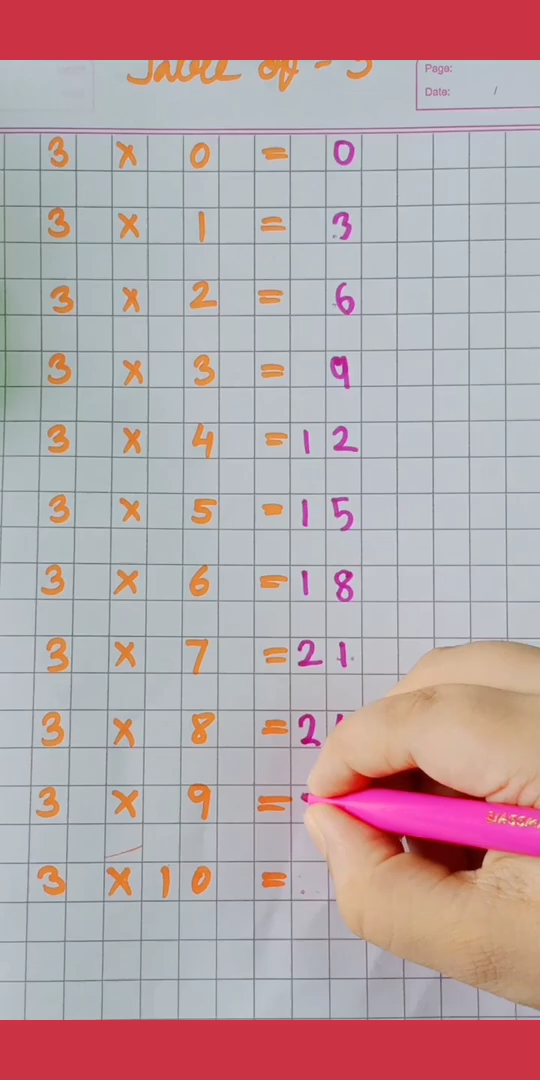 Table of - 3
Page:
Date: /
3 × 0 = 0
3 × 1 = 3
3 × 2 = 6
3 × 3 = 9
3 × 4 = 12
3 × 5 = 15
3 × 6 = 18
3 × 7 = 21
3 × 8 = 2
3 × 9 =
3 × 10 =